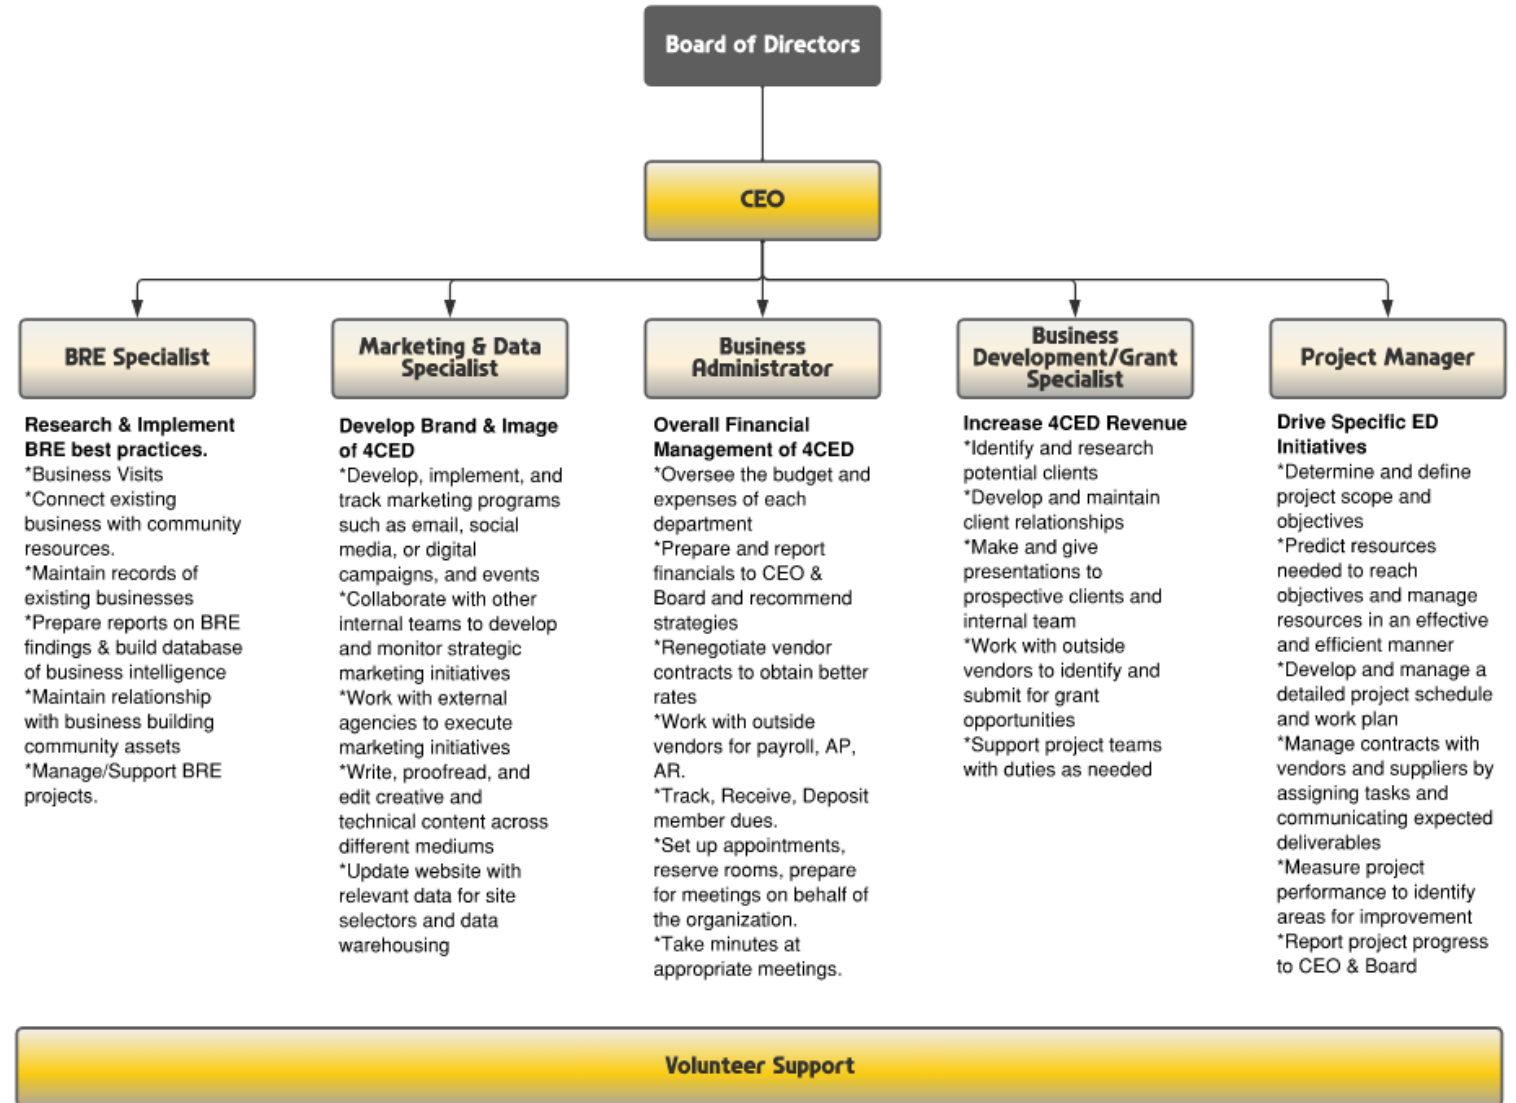 Board of Directors
CEO
BRE Specialist
Marketing & Data
Specialist
Business
Administrator
Business
Development/Grant
Specialist
Project Manager
Research & Implement
BRE best practices.
*Business Visits
*Connect existing
business with community
resources.
*Maintain records of
existing businesses
*Prepare reports on BRE
findings & build database
of business intelligence
*Maintain relationship
with business building
community assets
*Manage/Support BRE
projects.
Develop Brand & Image
of 4CED
*Develop, implement, and
track marketing programs
such as email, social
media, or digital
campaigns, and events
*Collaborate with other
internal teams to develop
and monitor strategic
marketing initiatives
*Work with external
agencies to execute
marketing initiatives
*Write, proofread, and
edit creative and
technical content across
different mediums
*Update website with
relevant data for site
selectors and data
warehousing
Overall Financial
Management of 4CED
*Oversee the budget and
expenses of each
department
*Prepare and report
financials to CEO &
Board and recommend
strategies
*Renegotiate vendor
contracts to obtain better
rates
*Work with outside
vendors for payroll, AP,
AR.
*Track, Receive, Deposit
member dues.
*Set up appointments,
reserve rooms, prepare
for meetings on behalf of
the organization.
*Take minutes at
appropriate meetings.
Increase 4CED Revenue
*Identify and research
potential clients
*Develop and maintain
client relationships
*Make and give
presentations to
prospective clients and
internal team
*Work with outside
vendors to identify and
submit for grant
opportunities
*Support project teams
with duties as needed
Drive Specific ED
Initiatives
*Determine and define
project scope and
objectives
*Predict resources
needed to reach
objectives and manage
resources in an effective
and efficient manner
*Develop and manage a
detailed project schedule
and work plan
*Manage contracts with
vendors and suppliers by
assigning tasks and
communicating expected
deliverables
*Measure project
performance to identify
areas for improvement
*Report project progress
to CEO & Board
Volunteer Support